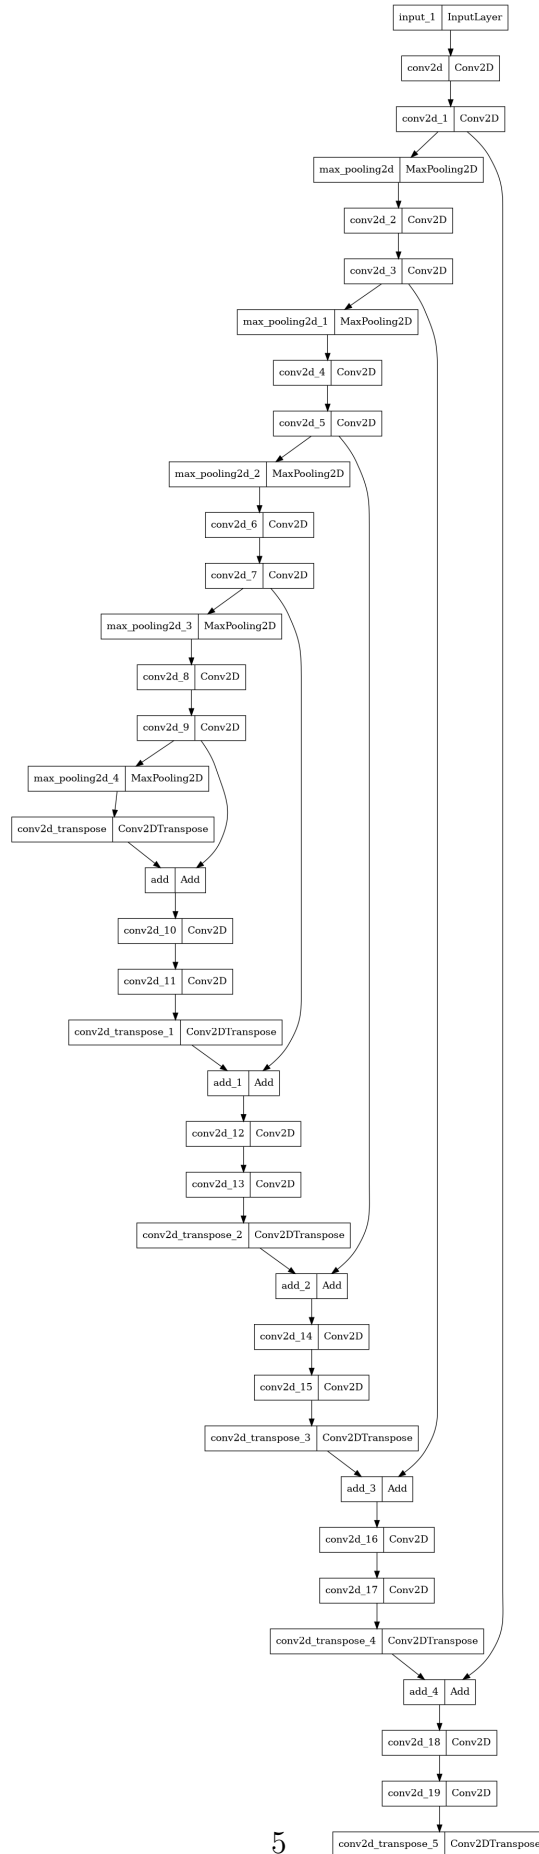 input_1 InputLayer
conv2d Conv2D
conv2d_1 Conv2D
max_pooling2d MaxPooling2D
conv2d_2 Conv2D
conv2d_3 Conv2D
max_pooling2d_1 MaxPooling2D
conv2d_4 Conv2D
conv2d_5 Conv2D
max_pooling2d_2 MaxPooling2D
conv2d_6 Conv2D
conv2d_7 Conv2D
max_pooling2d_3 MaxPooling2D
conv2d_8 Conv2D
conv2d_9 Conv2D
max_pooling2d_4 MaxPooling2D
conv2d_transpose Conv2DTranspose
add Add
conv2d_10 Conv2D
conv2d_11 Conv2D
conv2d_transpose_1 Conv2DTranspose
add_1 Add
conv2d_12 Conv2D
conv2d_13 Conv2D
conv2d_transpose_2 Conv2DTranspose
add_2 Add
conv2d_14 Conv2D
conv2d_15 Conv2D
conv2d_transpose_3 Conv2DTranspose
add_3 Add
conv2d_16 Conv2D
conv2d_17 Conv2D
conv2d_transpose_4 Conv2DTranspose
add_4 Add
conv2d_18 Conv2D
conv2d_19 Conv2D
5 conv2d_transpose_5 Conv2DTranspose